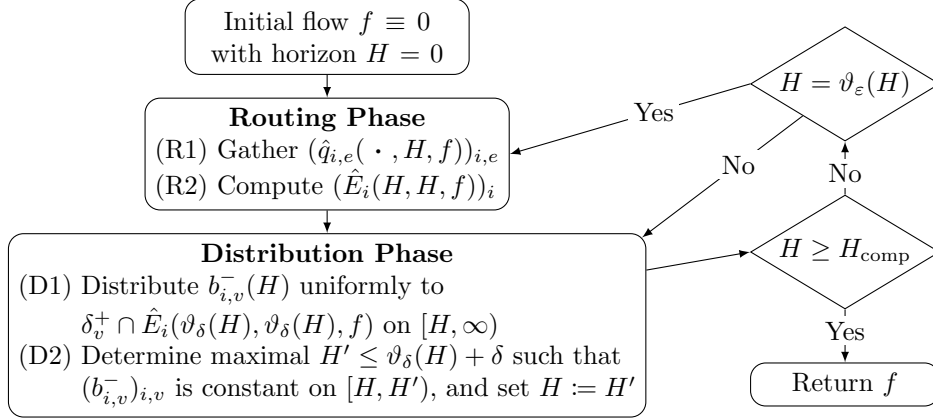 Initial flow f ≡ 0
with horizon H = 0
Routing Phase
(R1) Gather (q̂_{i,e}( · , H, f))_{i,e}
(R2) Compute (Ê_i(H, H, f))_i
Distribution Phase
(D1) Distribute b^-_{i,v}(H) uniformly to
δ^+_v ∩ Ê_i(ϑ_δ(H), ϑ_δ(H), f) on [H, ∞)
(D2) Determine maximal H′ ≤ ϑ_δ(H) + δ such that
(b^-_{i,v})_{i,v} is constant on [H, H′), and set H ≔ H′
H = ϑ_ε(H)
Yes
No
No
H ≥ H_comp
Yes
Return f